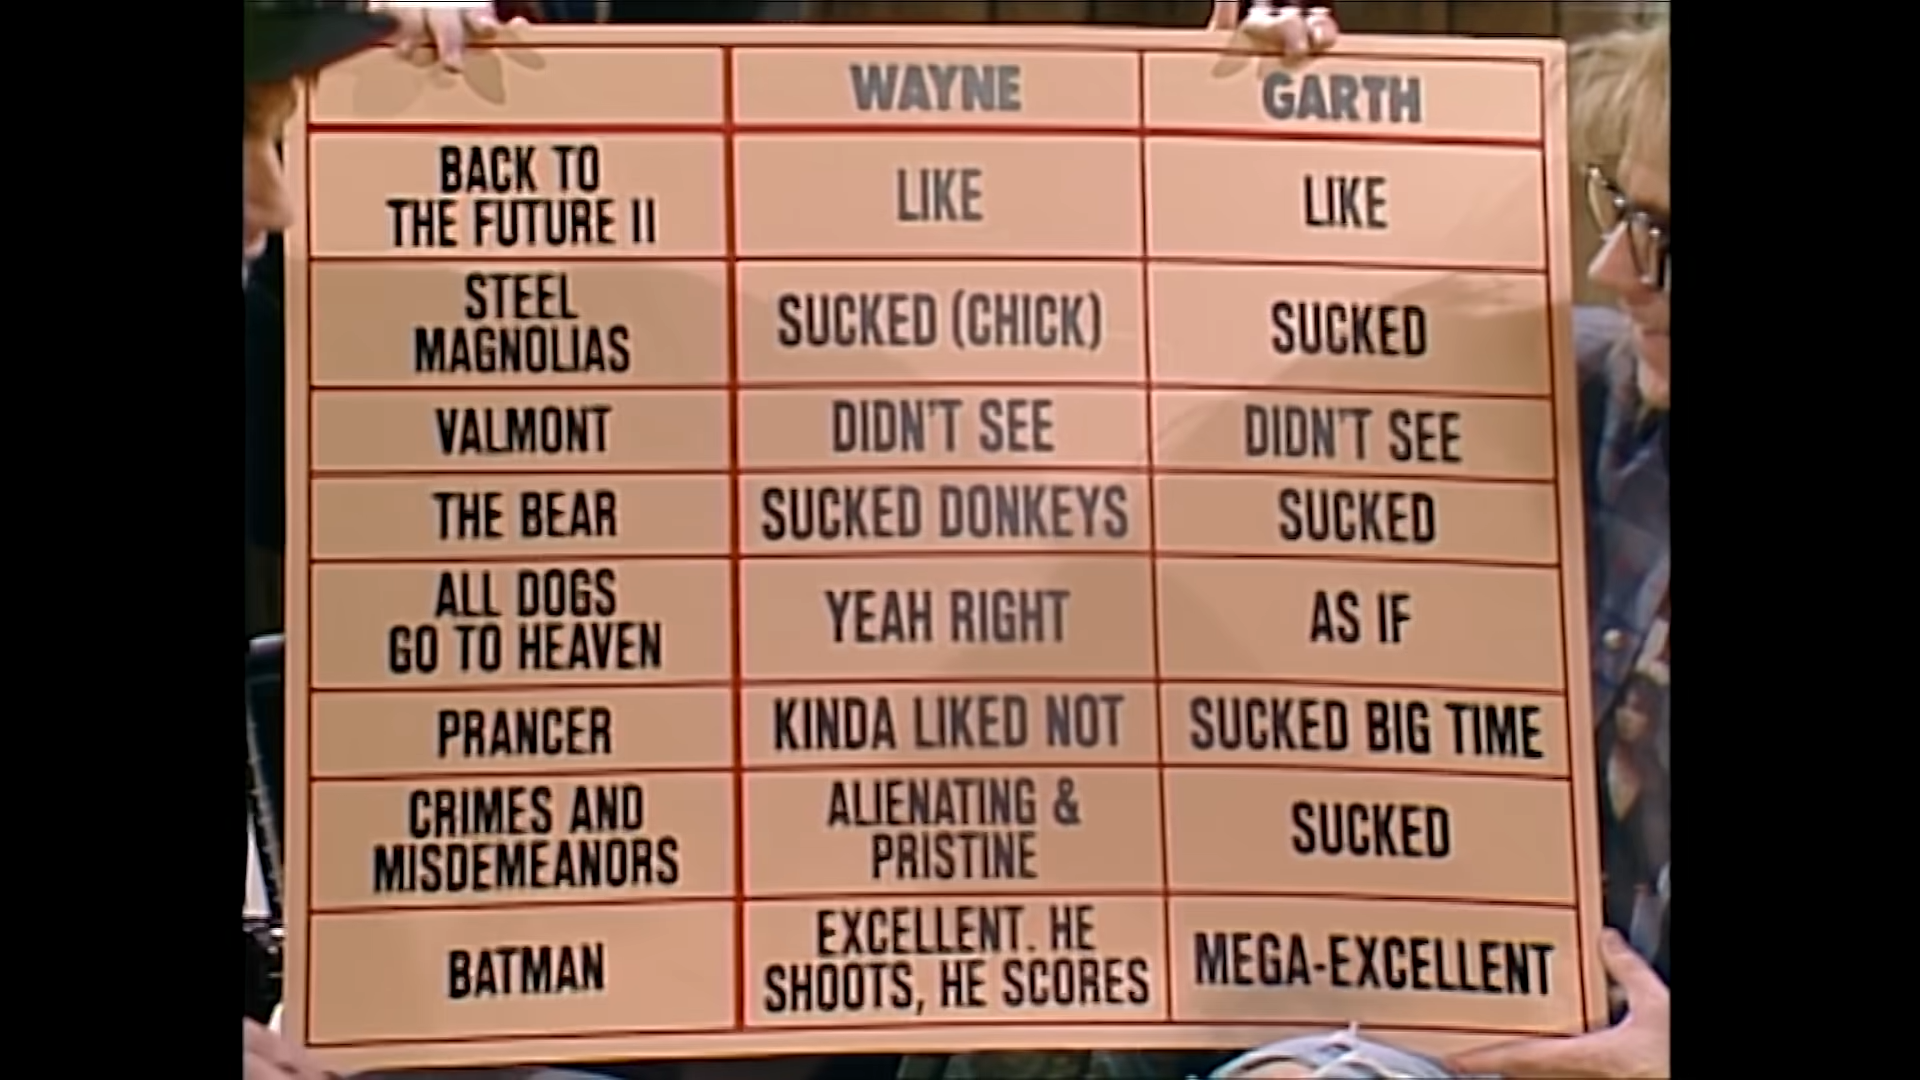 WAYNE
GARTH
BACK TO
THE FUTURE II
LIKE
LIKE
STEEL
MAGNOLIAS
SUCKED (CHICK)
SUCKED
VALMONT
DIDN'T SEE
DIDN'T SEE
THE BEAR
SUCKED DONKEYS
SUCKED
ALL DOGS
GO TO HEAVEN
YEAH RIGHT
AS IF
PRANCER
KINDA LIKED NOT
SUCKED BIG TIME
CRIMES AND
MISDEMEANORS
ALIENATING &
PRISTINE
SUCKED
BATMAN
EXCELLENT. HE
SHOOTS, HE SCORES
MEGA-EXCELLENT